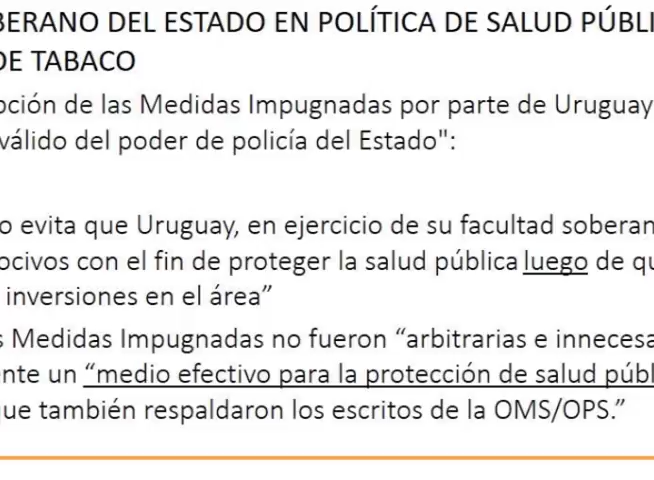 BERANO DEL ESTADO EN POLÍTICA DE SALUD PÚBLI
DE TABACO
pción de las Medidas Impugnadas por parte de Uruguay
válido del poder de policía del Estado":
o evita que Uruguay, en ejercicio de su facultad soberan
ocivos con el fin de proteger la salud pública luego de qu
inversiones en el área”
s Medidas Impugnadas no fueron “arbitrarias e innecesa
ente un “medio efectivo para la protección de salud públ
que también respaldaron los escritos de la OMS/OPS.”